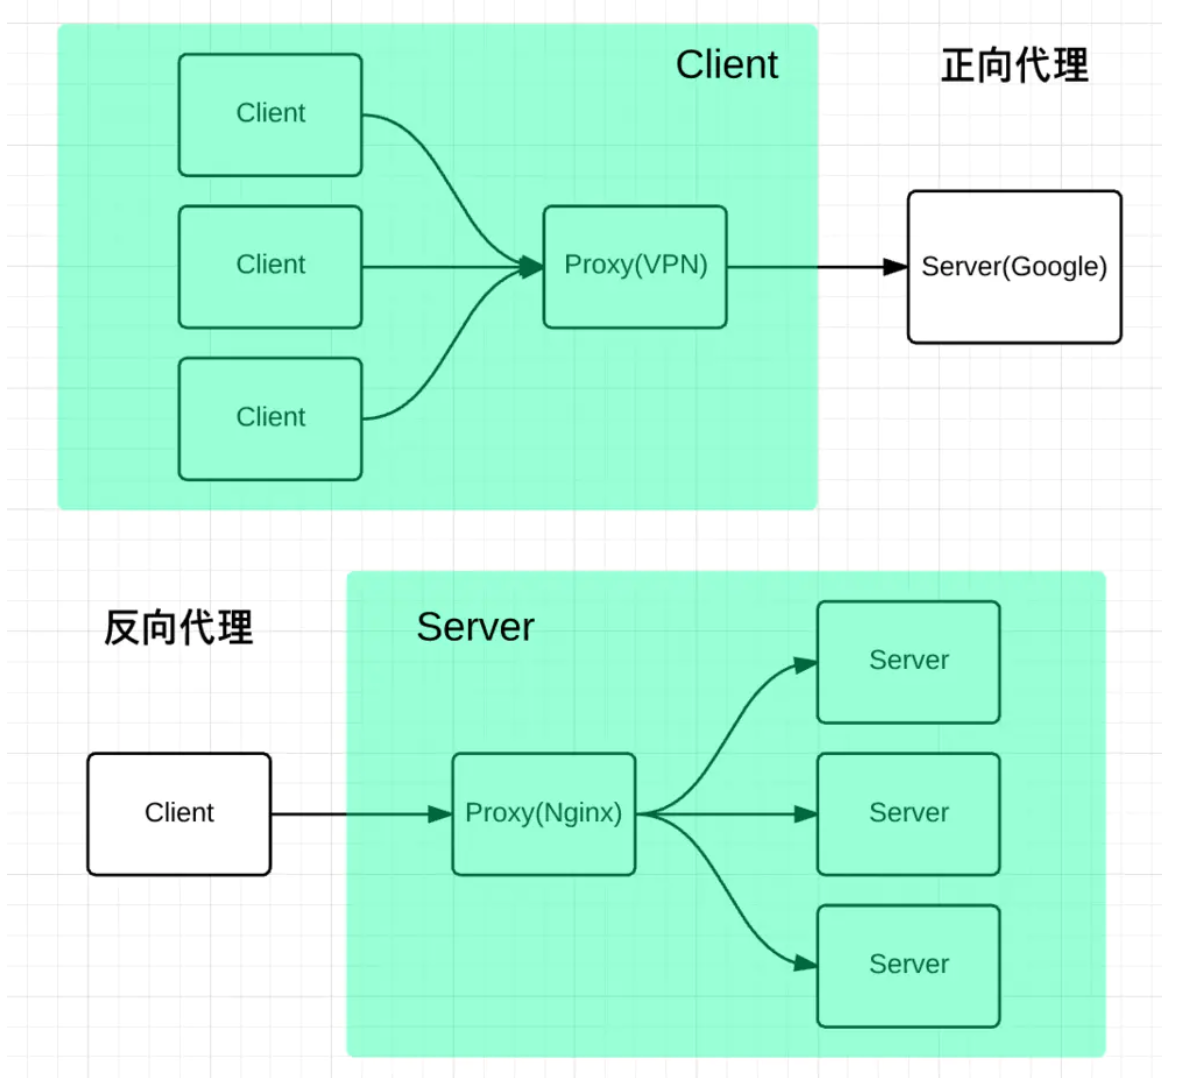 Client
正向代理
Client
Client
Proxy(VPN)
Server(Google)
Client
反向代理
Server
Server
Client
Proxy(Nginx)
Server
Server